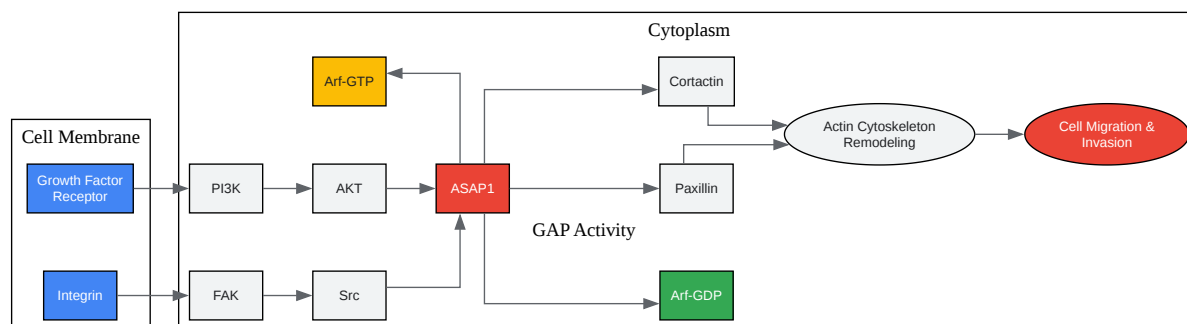 Cytoplasm
Arf-GTP
Cortactin
Cell Membrane
Actin Cytoskeleton
Remodeling
Cell Migration &
Invasion
Growth Factor
Receptor
PI3K
AKT
ASAP1
Paxillin
GAP Activity
Integrin
FAK
Src
Arf-GDP